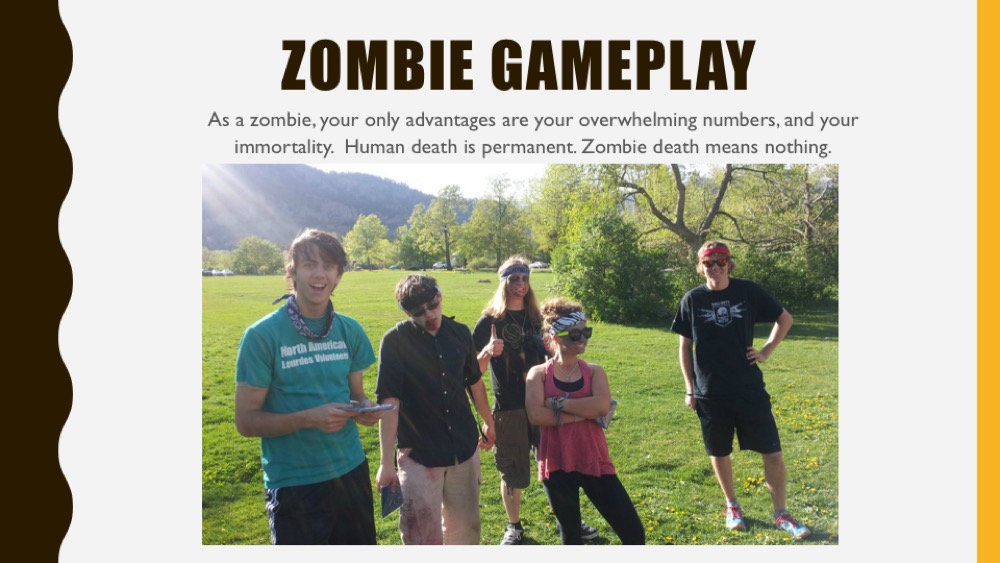 ZOMBIE GAMEPLAY
As a zombie, your only advantages are your overwhelming numbers, and your
immortality.  Human death is permanent. Zombie death means nothing.
North American
Lourdes Volunteers